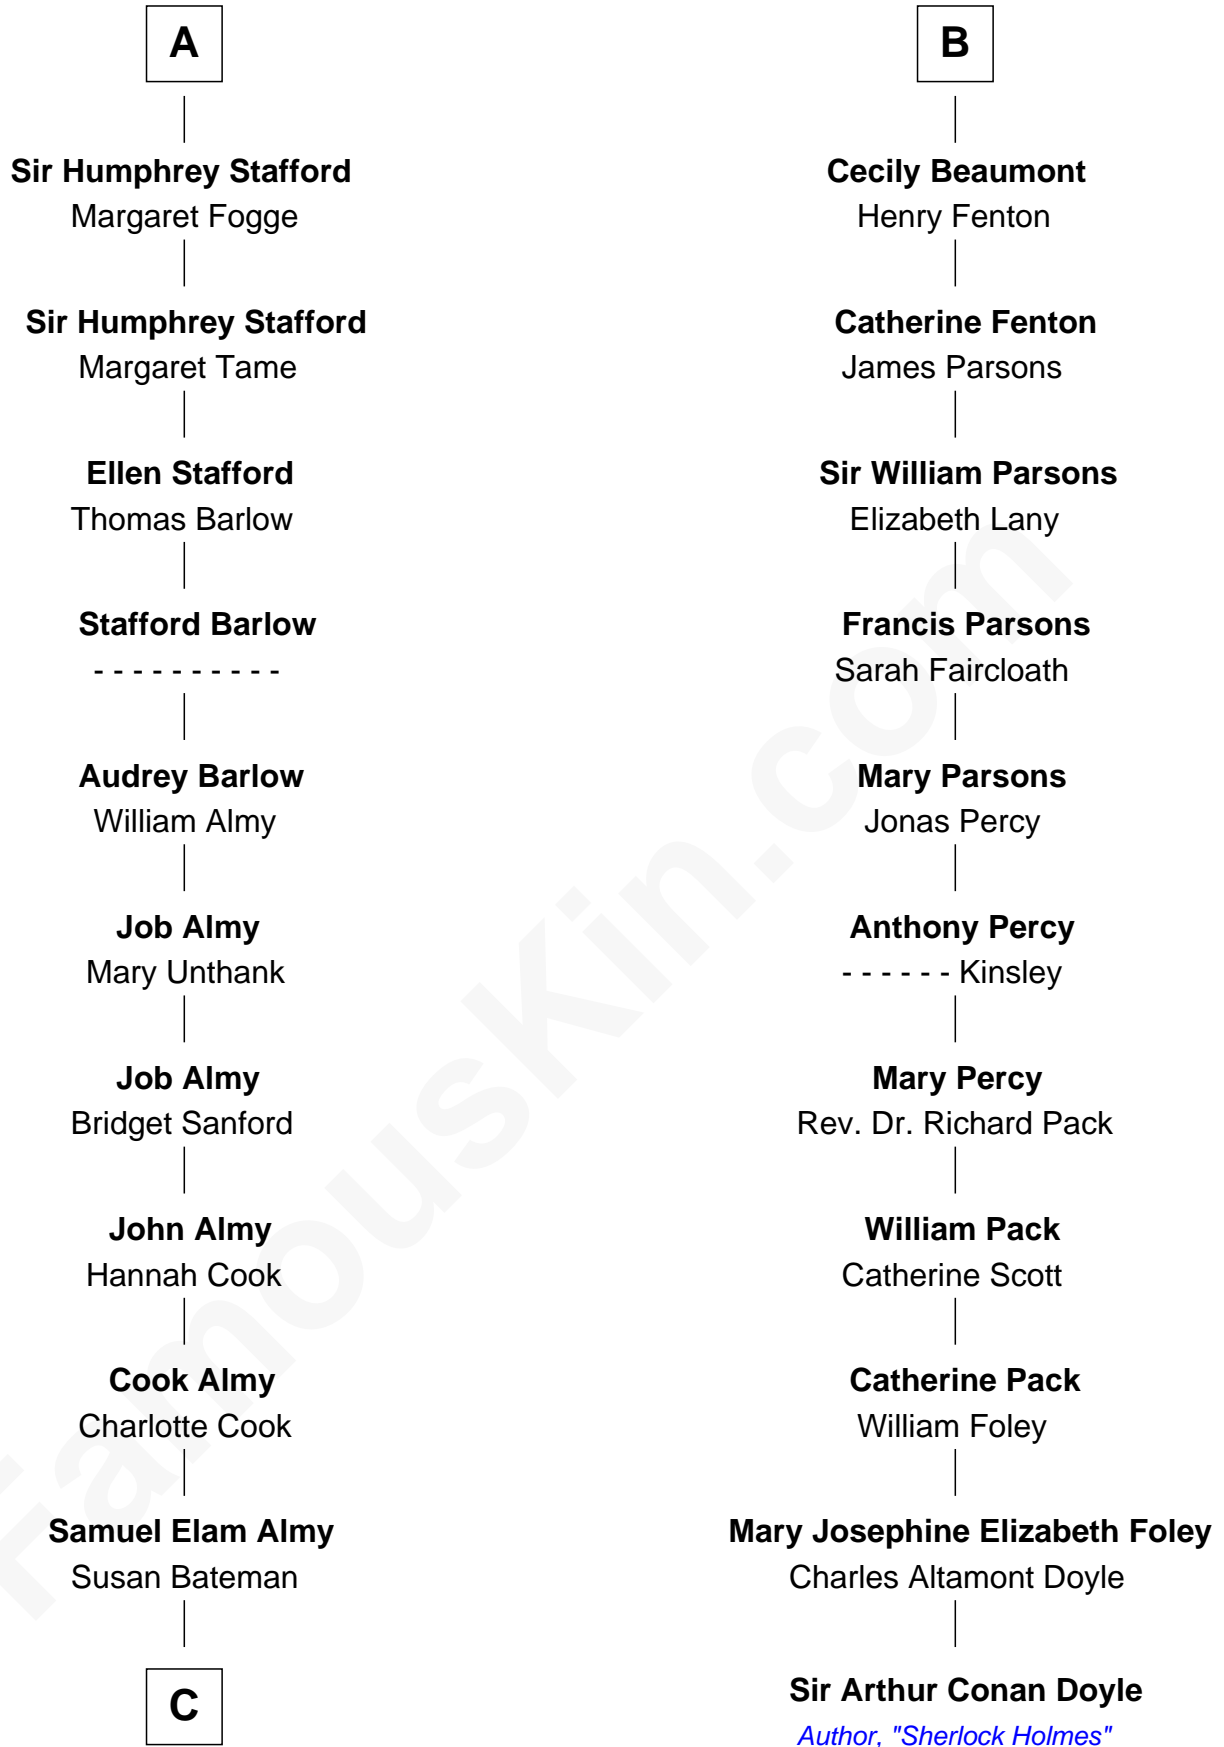 A
Sir Humphrey Stafford
Margaret Fogge
Sir Humphrey Stafford
Margaret Tame
Ellen Stafford
Thomas Barlow
Stafford Barlow
- - - - - - - - - -
Audrey Barlow
William Almy
Job Almy
Mary Unthank
Job Almy
Bridget Sanford
John Almy
Hannah Cook
Cook Almy
Charlotte Cook
Samuel Elam Almy
Susan Bateman
C
B
Cecily Beaumont
Henry Fenton
Catherine Fenton
James Parsons
Sir William Parsons
Elizabeth Lany
Francis Parsons
Sarah Faircloath
Mary Parsons
Jonas Percy
Anthony Percy
- - - - - - Kinsley
Mary Percy
Rev. Dr. Richard Pack
William Pack
Catherine Scott
Catherine Pack
William Foley
Mary Josephine Elizabeth Foley
Charles Altamont Doyle
Sir Arthur Conan Doyle
Author, "Sherlock Holmes"
FamousKin.com